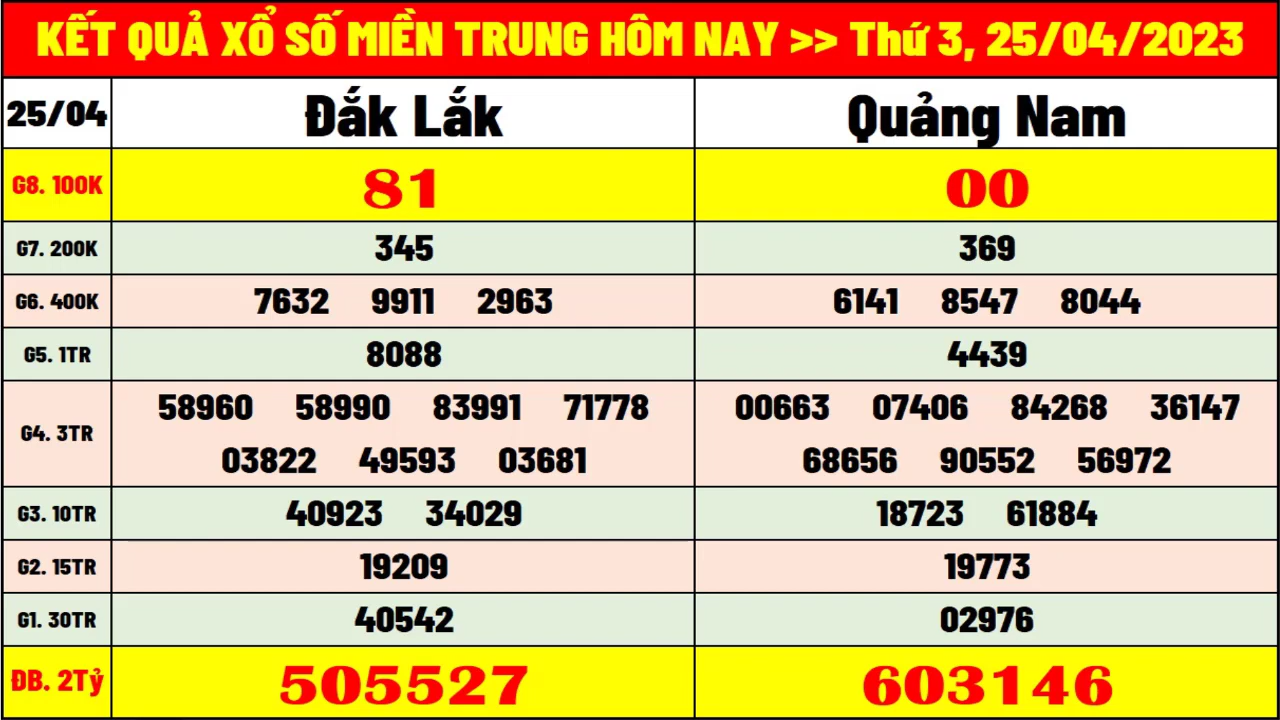 KẾT QUẢ XỔ SỐ MIỀN TRUNG HÔM NAY >> Thứ 3, 25/04/2023
25/04 Đắk Lắk Quảng Nam
G8. 100K 81 00
G7. 200K 345 369
G6. 400K 7632 9911 2963 6141 8547 8044
G5. 1TR 8088 4439
G4. 3TR 58960 58990 83991 71778 00663 07406 84268 36147
03822 49593 03681 68656 90552 56972
G3. 10TR 40923 34029 18723 61884
G2. 15TR 19209 19773
G1. 30TR 40542 02976
ĐB. 2Tỷ 505527 603146